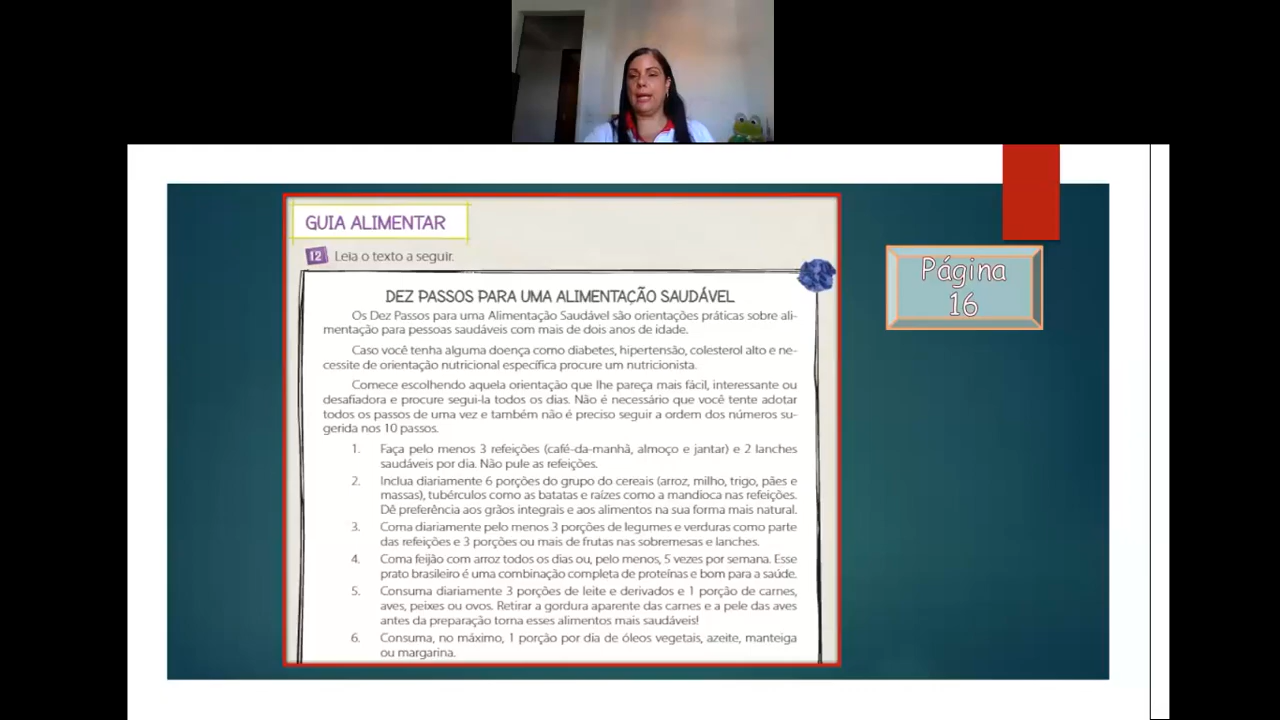 GUIA ALIMENTAR
12 Leia o texto a seguir.
DEZ PASSOS PARA UMA ALIMENTAÇÃO SAUDÁVEL
Os Dez Passos para uma Alimentação Saudável são orientações práticas sobre ali-
mentação para pessoas saudáveis com mais de dois anos de idade.
Caso você tenha alguma doença como diabetes, hipertensão, colesterol alto e ne-
cessite de orientação nutricional específica procure um nutricionista.
Comece escolhendo aquela orientação que lhe pareça mais fácil, interessante ou
desafiadora e procure segui-la todos os dias. Não é necessário que você tente adotar
todos os passos de uma vez e também não é preciso seguir a ordem dos números su-
gerida nos 10 passos.
1. Faça pelo menos 3 refeições (café-da-manhã, almoço e jantar) e 2 lanches
saudáveis por dia. Não pule as refeições.
2. Inclua diariamente 6 porções do grupo do cereais (arroz, milho, trigo, pães e
massas), tubérculos como as batatas e raízes como a mandioca nas refeições.
Dê preferência aos grãos integrais e aos alimentos na sua forma mais natural.
3. Coma diariamente pelo menos 3 porções de legumes e verduras como parte
das refeições e 3 porções ou mais de frutas nas sobremesas e lanches.
4. Coma feijão com arroz todos os dias ou, pelo menos, 5 vezes por semana. Esse
prato brasileiro é uma combinação completa de proteínas e bom para a saúde.
5. Consuma diariamente 3 porções de leite e derivados e 1 porção de carnes,
aves, peixes ou ovos. Retirar a gordura aparente das carnes e a pele das aves
antes da preparação torna esses alimentos mais saudáveis!
6. Consuma, no máximo, 1 porção por dia de óleos vegetais, azeite, manteiga
ou margarina.
Página
16